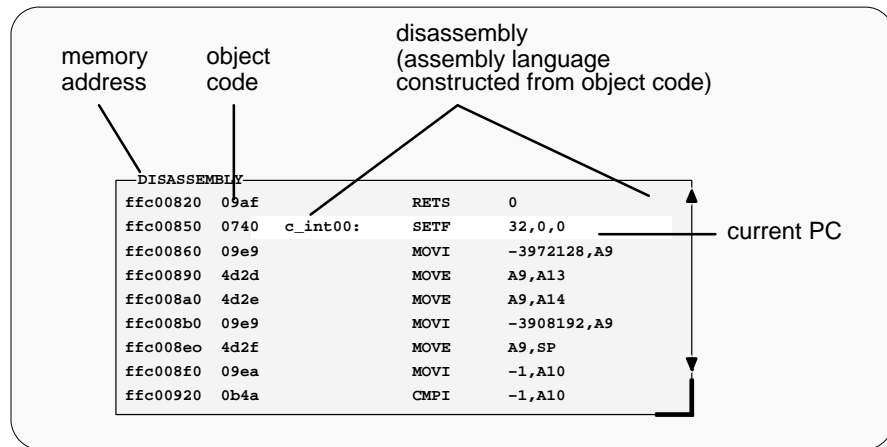 memory address
object code
disassembly
(assembly language
constructed from object code)
DISASSEMBLY
ffc00820 09af RETS 0
ffc00850 0740 c_int00: SETF 32,0,0
current PC
ffc00860 09e9 MOVI –3972128,A9
ffc00890 4d2d MOVE A9,A13
ffc008a0 4d2e MOVE A9,A14
ffc008b0 09e9 MOVI –3908192,A9
ffc008eo 4d2f MOVE A9,SP
ffc008f0 09ea MOVI –1,A10
ffc00920 0b4a CMPI –1,A10